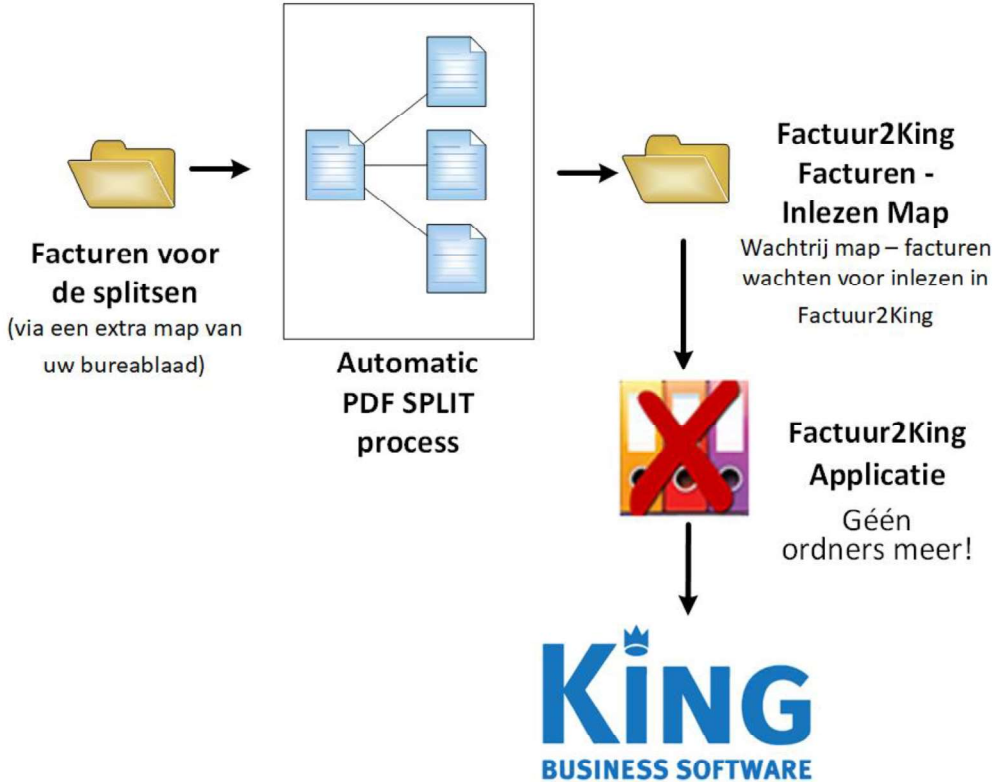 Facturen voor
de splitsen
(via een extra map van
uw bureablaad)
Automatic
PDF SPLIT
process
Factuur2King
Facturen -
Inlezen Map
Wachtrij map – facturen
wachten voor inlezen in
Factuur2King
Factuur2King
Applicatie
Géén
ordners meer!
KING
BUSINESS SOFTWARE